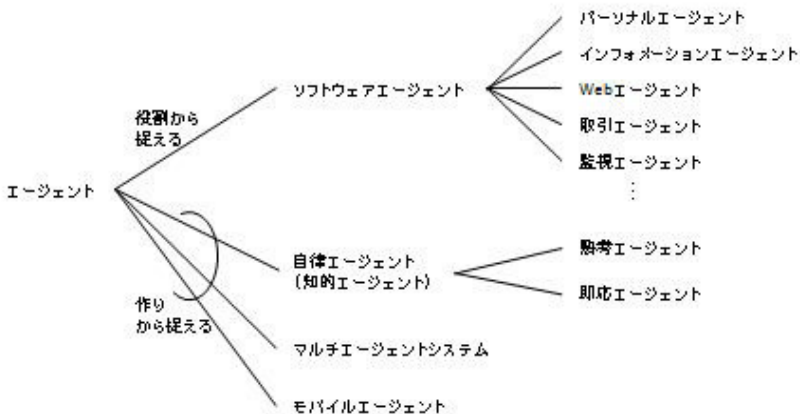 パーソナルエージェント
インフォメーションエージェント
ソフトウェアエージェント
Webエージェント
役割から
捉える
取引エージェント
監視エージェント
エージェント
⋮
自律エージェント
(知的エージェント)
熟考エージェント
即応エージェント
作り
から捉える
マルチエージェントシステム
モバイルエージェント